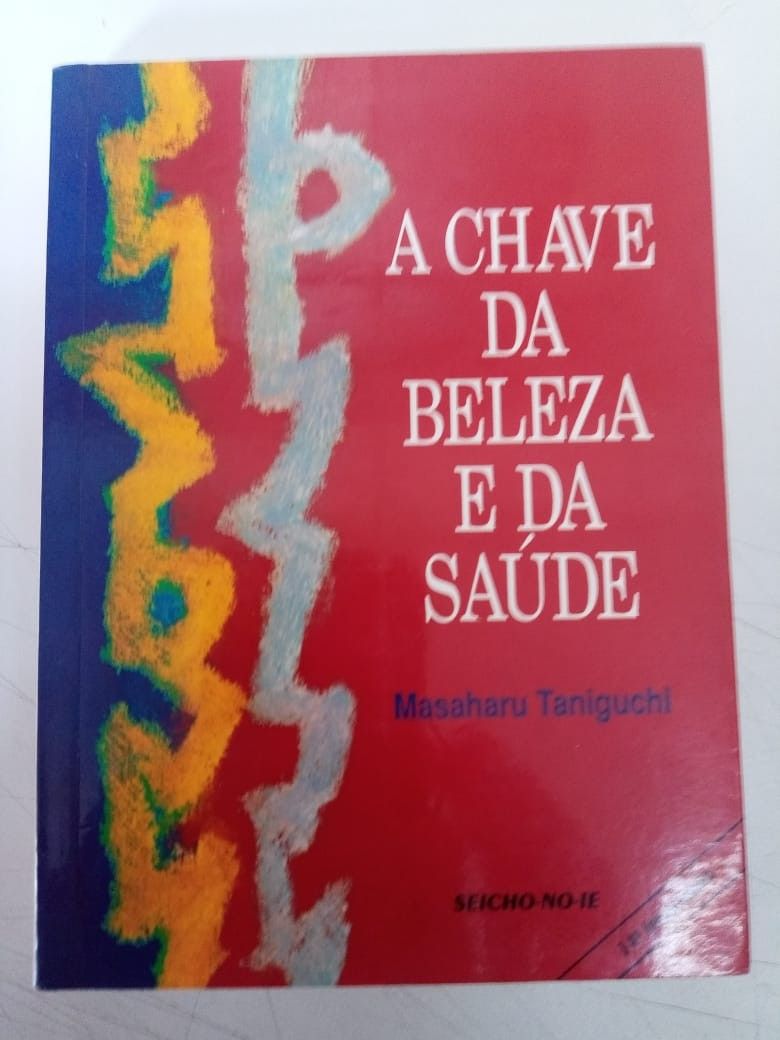 A CHAVE
DA
BELEZA
E DA
SAÚDE
Masaharu Taniguchi
SEICHO-NO-IE